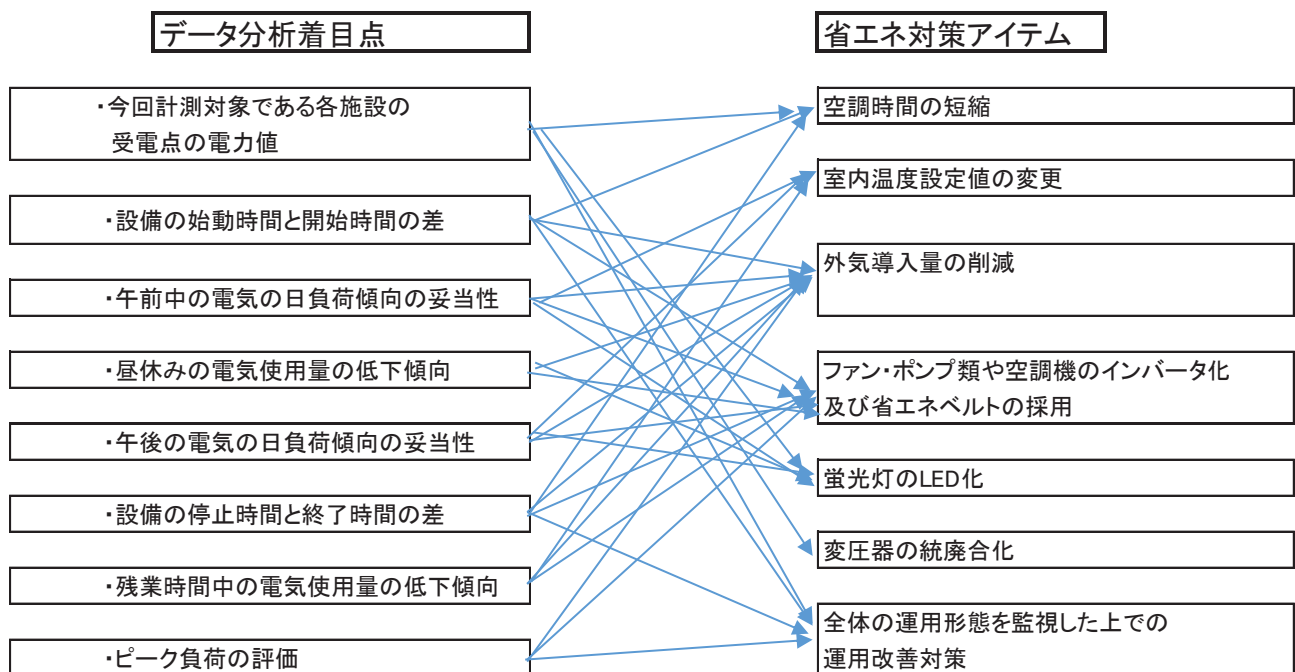 データ分析着目点
・今回計測対象である各施設の
受電点の電力値
・設備の始動時間と開始時間の差
・午前中の電気の日負荷傾向の妥当性
・昼休みの電気使用量の低下傾向
・午後の電気の日負荷傾向の妥当性
・設備の停止時間と終了時間の差
・残業時間中の電気使用量の低下傾向
・ピーク負荷の評価
省エネ対策アイテム
空調時間の短縮
室内温度設定値の変更
外気導入量の削減
ファン・ポンプ類や空調機のインバータ化
及び省エネベルトの採用
蛍光灯のLED化
変圧器の統廃合化
全体の運用形態を監視した上での
運用改善対策